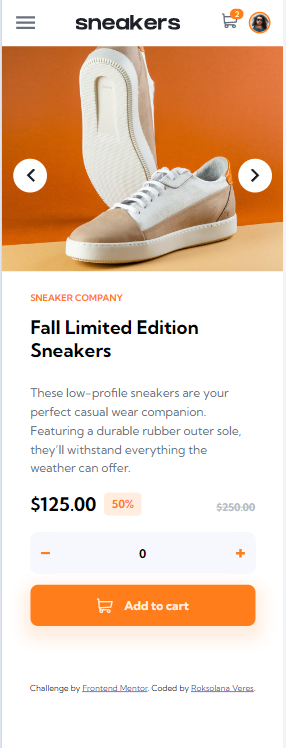 sneakers
2
SNEAKER COMPANY
Fall Limited Edition
Sneakers
These low-profile sneakers are your
perfect casual wear companion.
Featuring a durable rubber outer sole,
they'll withstand everything the
weather can offer.
$125.00 50% $250.00
− 0 +
Add to cart
Challenge by Frontend Mentor. Coded by Roksolana Veres.